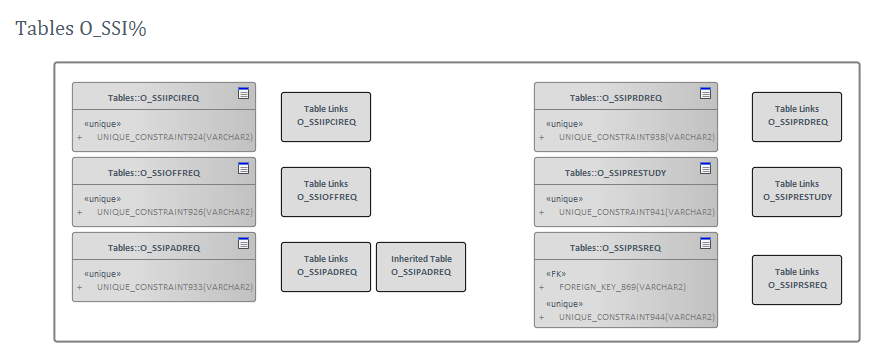 Tables O_SSI%
Tables::O_SSIIPCIREQ
«unique»
+ UNIQUE_CONSTRAINT924(VARCHAR2)
Table Links
O_SSIIPCIREQ
Tables::O_SSIPRDREQ
«unique»
+ UNIQUE_CONSTRAINT938(VARCHAR2)
Table Links
O_SSIPRDREQ
Tables::O_SSIOFFREQ
«unique»
+ UNIQUE_CONSTRAINT926(VARCHAR2)
Table Links
O_SSIOFFREQ
Tables::O_SSIPRESTUDY
«unique»
+ UNIQUE_CONSTRAINT941(VARCHAR2)
Table Links
O_SSIPRESTUDY
Tables::O_SSIPADREQ
«unique»
+ UNIQUE_CONSTRAINT933(VARCHAR2)
Table Links
O_SSIPADREQ
Inherited Table
O_SSIPADREQ
Tables::O_SSIPRSREQ
«FK»
+ FOREIGN_KEY_869(VARCHAR2)
«unique»
+ UNIQUE_CONSTRAINT944(VARCHAR2)
Table Links
O_SSIPRSREQ